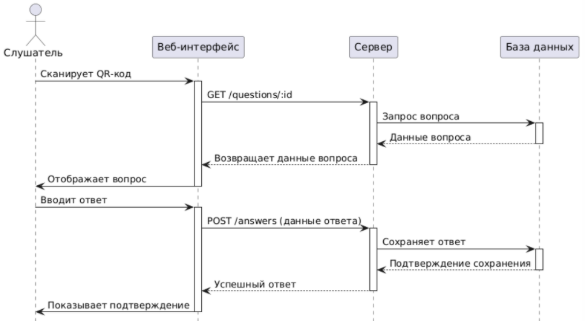 Слушатель
Веб-интерфейс
Сервер
База данных
Сканирует QR-код
GET /questions/:id
Запрос вопроса
Данные вопроса
Возвращает данные вопроса
Отображает вопрос
Вводит ответ
POST /answers (данные ответа)
Сохраняет ответ
Подтверждение сохранения
Успешный ответ
Показывает подтверждение